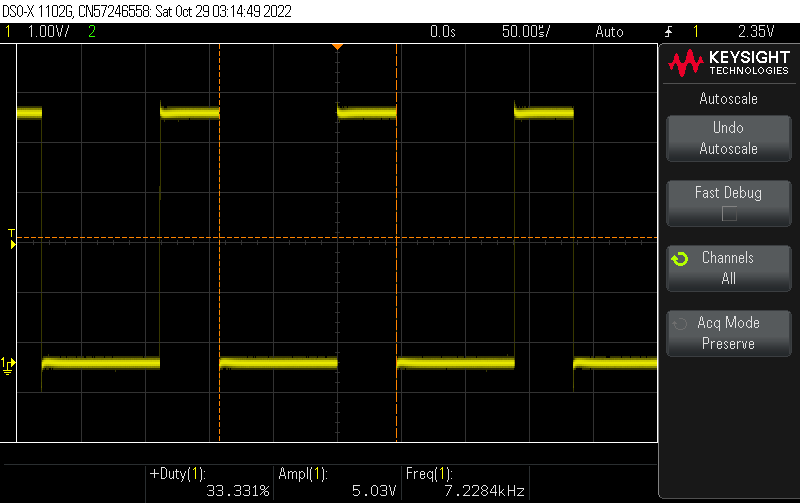 DSO-X 1102G, CN57246558: Sat Oct 29 03:14:49 2022
1 1.00V/ 2 0.0s 50.00us/ Auto 1 2.35V
KEYSIGHT
TECHNOLOGIES
Autoscale
Undo
Autoscale
Fast Debug
T
Channels
All
1
Acq Mode
Preserve
+Duty(1): Ampl(1): Freq(1):
33.331% 5.03V 7.2284kHz